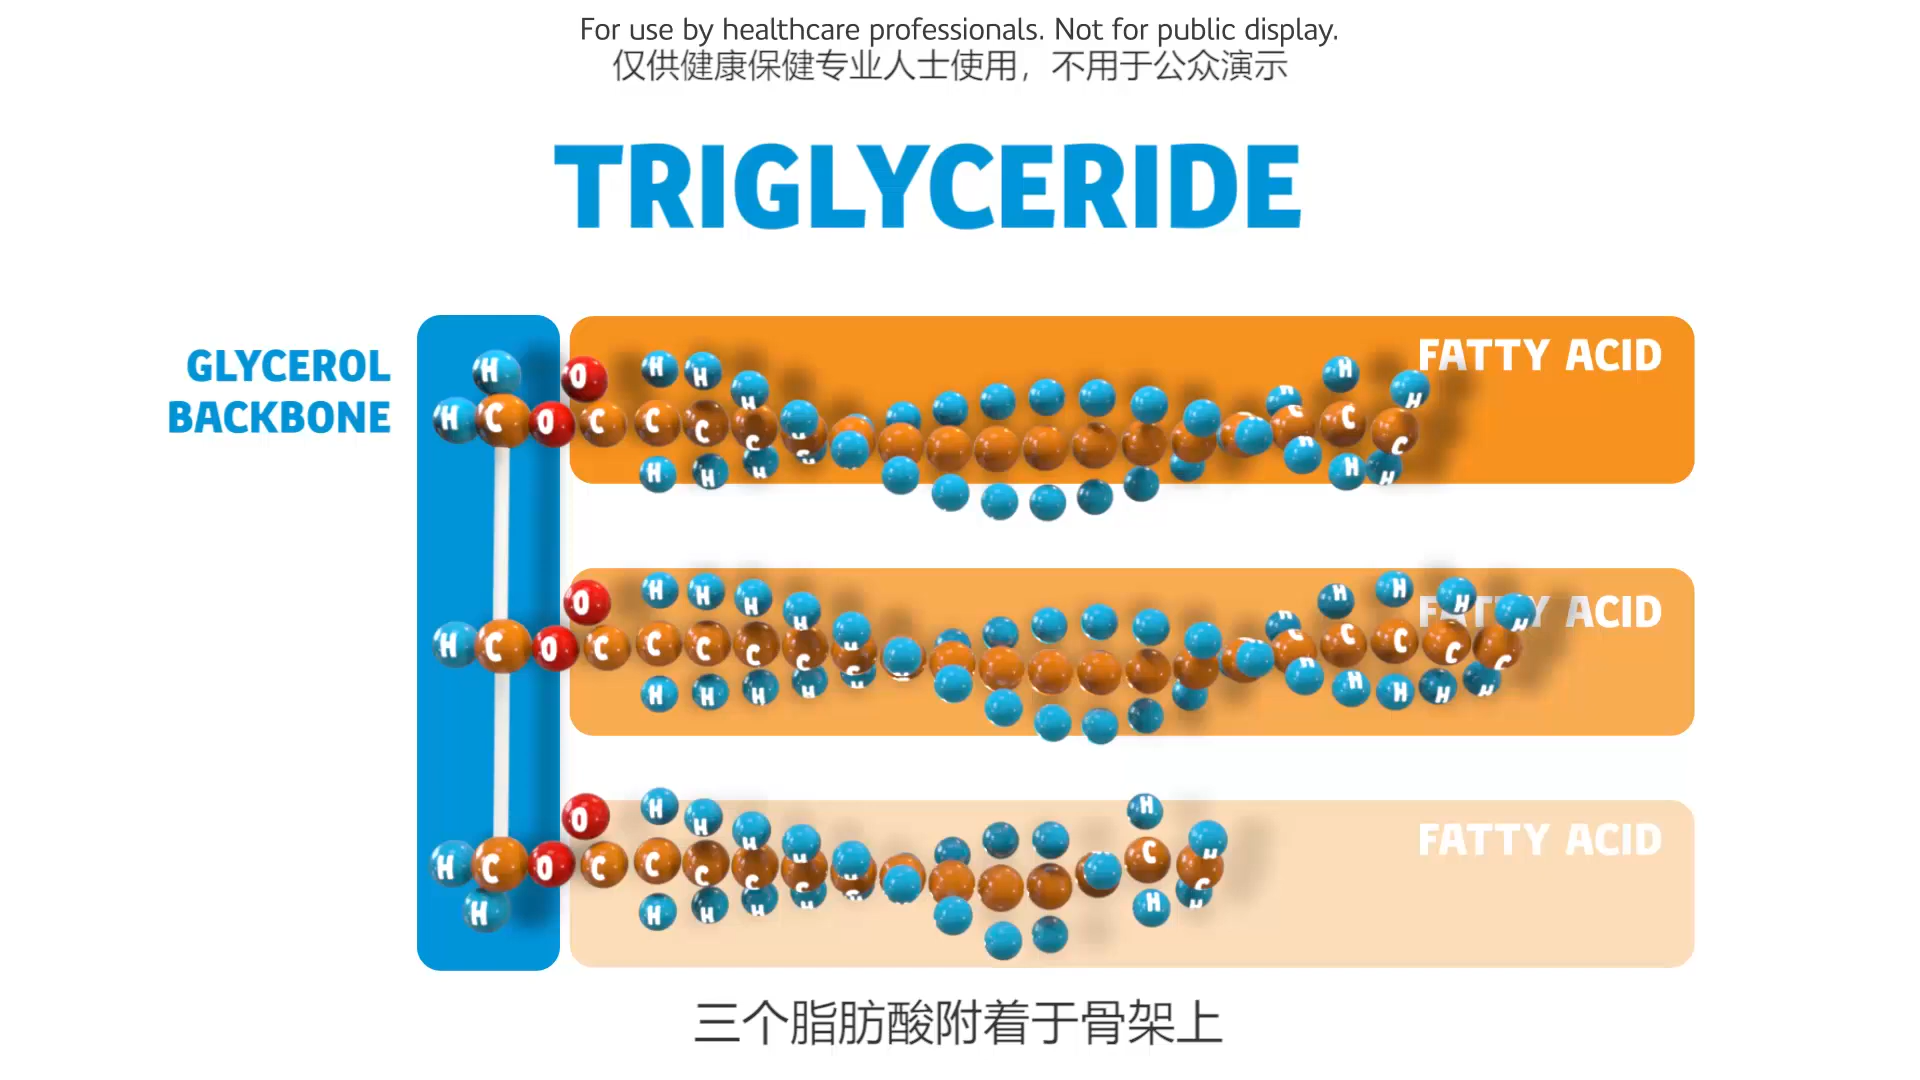 For use by healthcare professionals. Not for public display.
仅供健康保健专业人士使用，不用于公众演示
TRIGLYCERIDE
GLYCEROL
BACKBONE
FATTY ACID
FATTY ACID
FATTY ACID
三个脂肪酸附着于骨架上